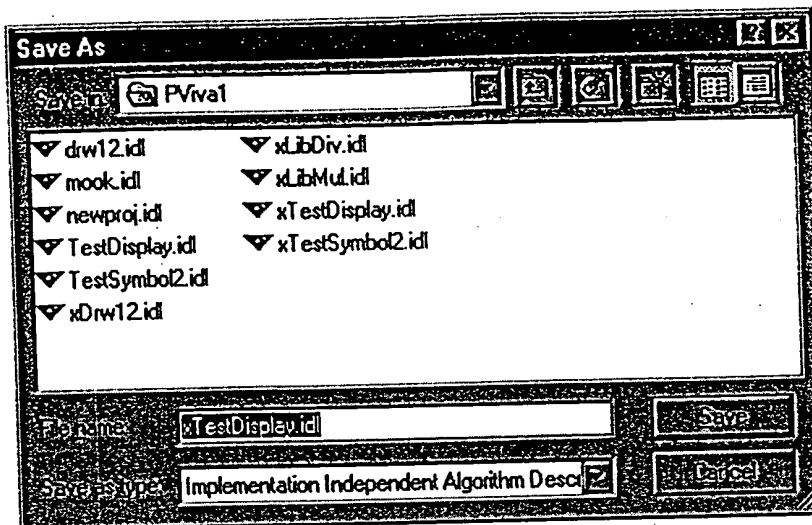 Save As
Save in: PViva1
drw12.idl
mook.idl
newproj.idl
TestDisplay.idl
TestSymbol2.idl
xDrw12.idl
xLibDiv.idl
xLibMul.idl
xTestDisplay.idl
xTestSymbol2.idl
File name: xTestDisplay.idl
Save
Save as type: Implementation Independent Algorithm Desc
Cancel